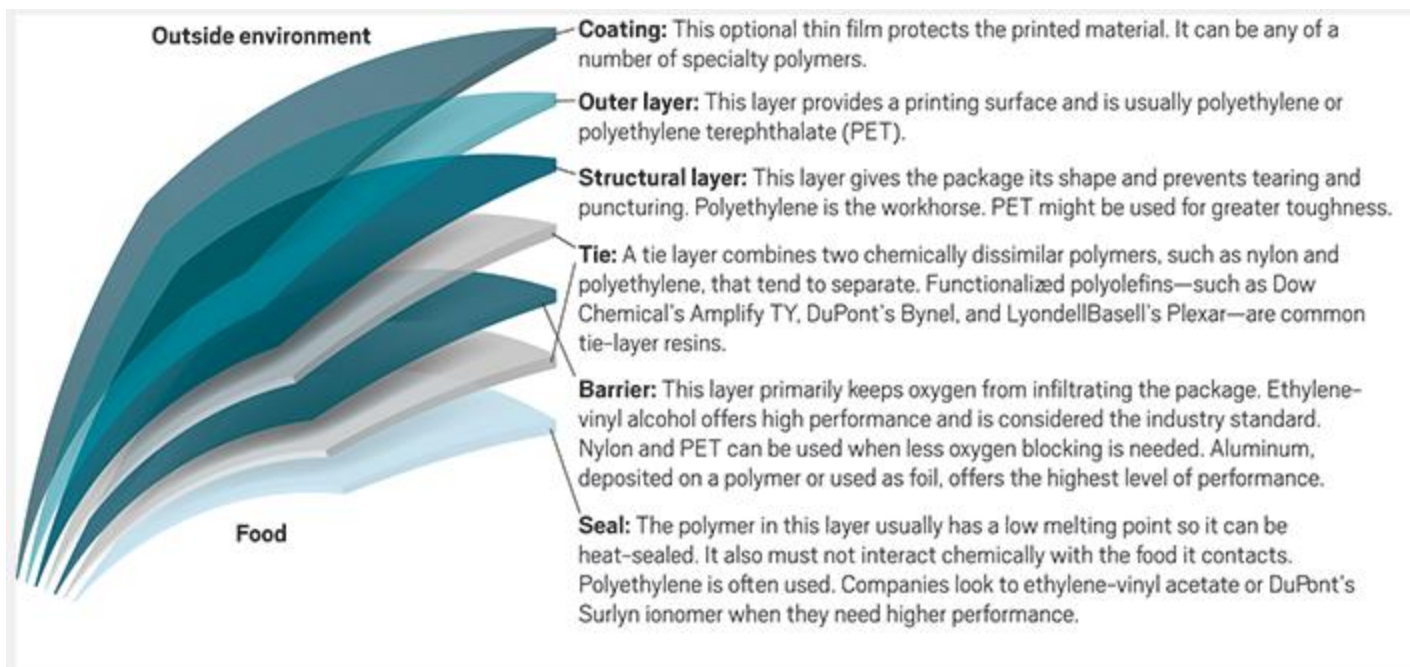 Outside environment
Coating: This optional thin film protects the printed material. It can be any of a
number of specialty polymers.
Outer layer: This layer provides a printing surface and is usually polyethylene or
polyethylene terephthalate (PET).
Structural layer: This layer gives the package its shape and prevents tearing and
puncturing. Polyethylene is the workhorse. PET might be used for greater toughness.
Tie: A tie layer combines two chemically dissimilar polymers, such as nylon and
polyethylene, that tend to separate. Functionalized polyolefins—such as Dow
Chemical's Amplify TY, DuPont's Bynel, and LyondellBasell's Plexar—are common
tie-layer resins.
Barrier: This layer primarily keeps oxygen from infiltrating the package. Ethylene-
vinyl alcohol offers high performance and is considered the industry standard.
Nylon and PET can be used when less oxygen blocking is needed. Aluminum,
deposited on a polymer or used as foil, offers the highest level of performance.
Seal: The polymer in this layer usually has a low melting point so it can be
heat-sealed. It also must not interact chemically with the food it contacts.
Polyethylene is often used. Companies look to ethylene-vinyl acetate or DuPont's
Surlyn ionomer when they need higher performance.
Food